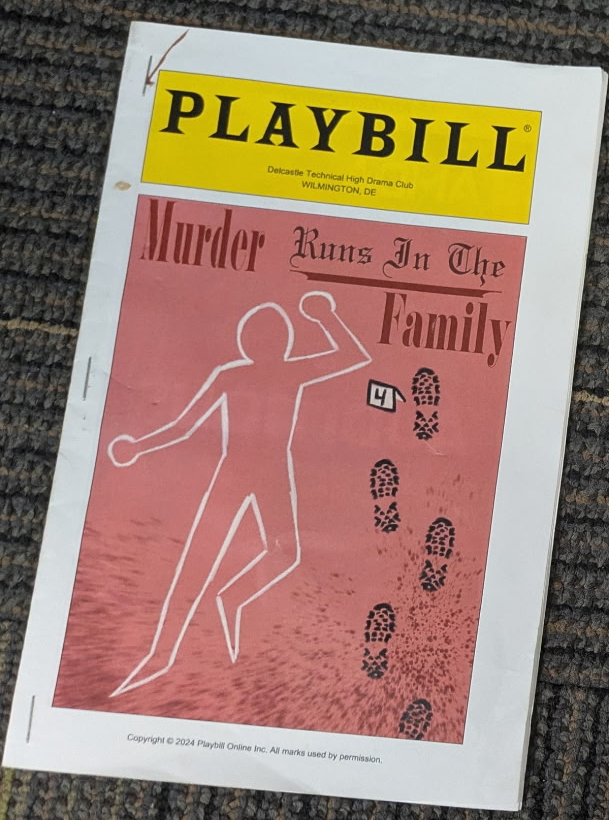 PLAYBILL®
Delcastle Technical High Drama Club
WILMINGTON, DE
Murder Runs In The
Family
4
Copyright © 2024 Playbill Online Inc. All marks used by permission.